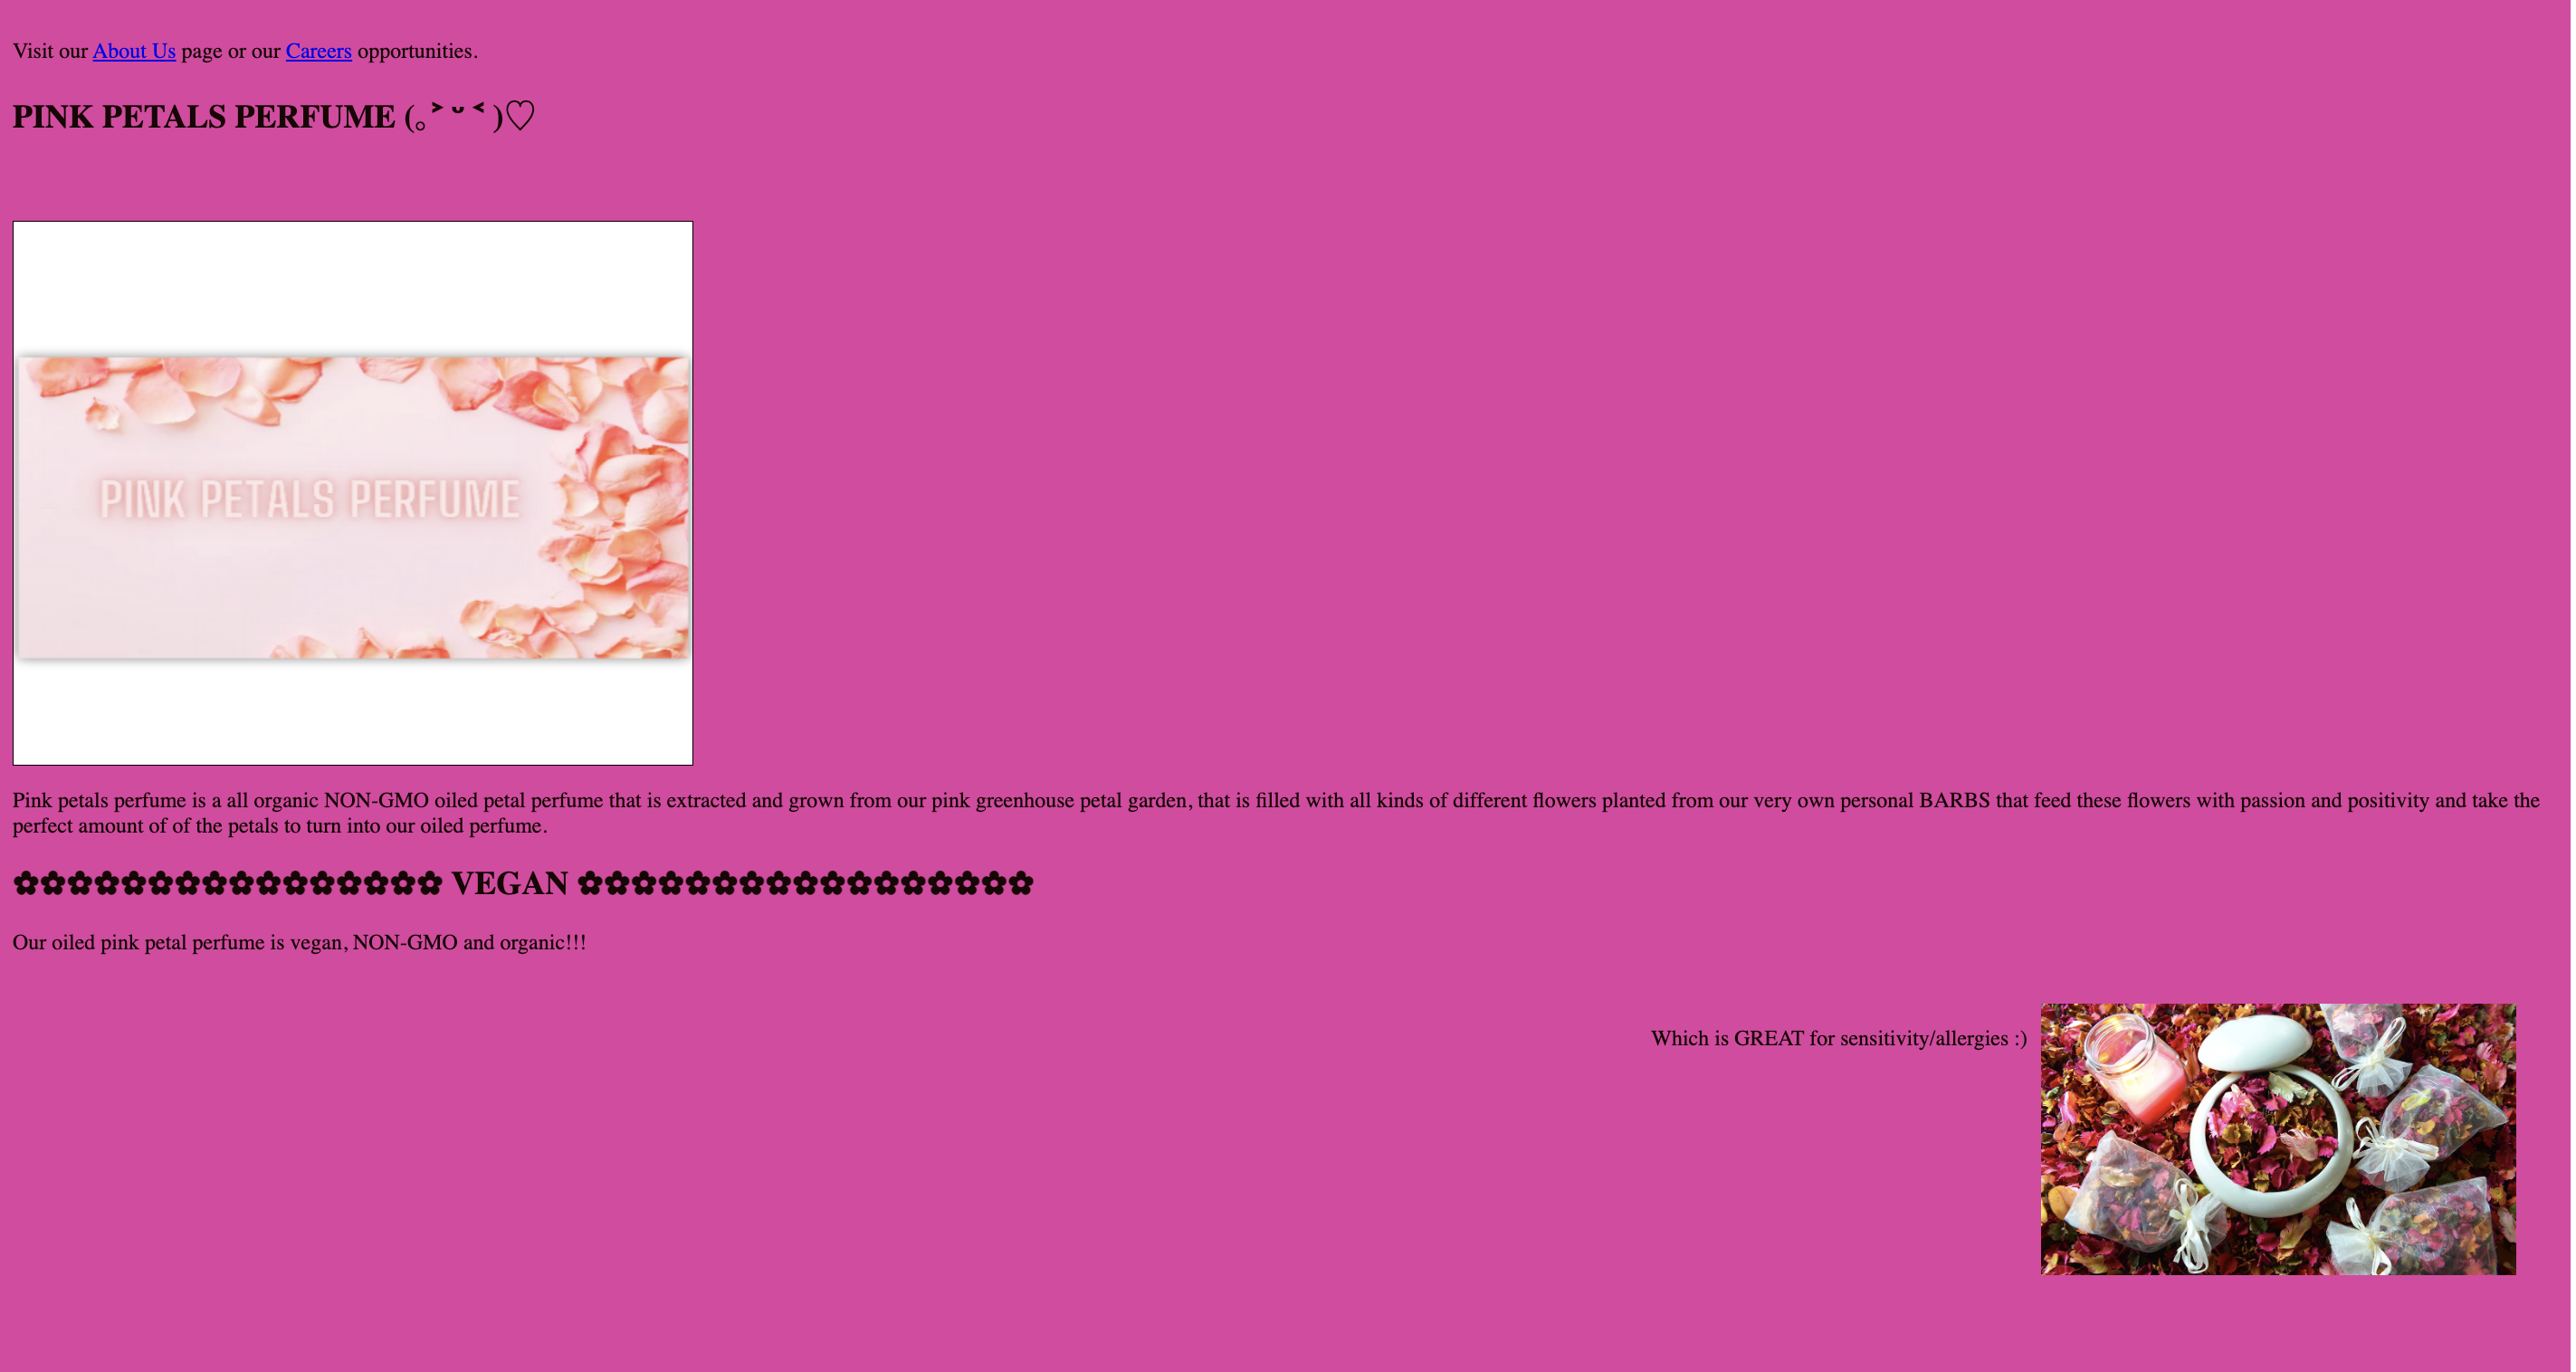 Visit our About Us page or our Careers opportunities.
PINK PETALS PERFUME (｡˃ ᵕ ˂ )♡
PINK PETALS PERFUME
Pink petals perfume is a all organic NON-GMO oiled petal perfume that is extracted and grown from our pink greenhouse petal garden, that is filled with all kinds of different flowers planted from our very own personal BARBS that feed these flowers with passion and positivity and take the
perfect amount of of the petals to turn into our oiled perfume.
✿✿✿✿✿✿✿✿✿✿✿✿✿✿✿✿ VEGAN ✿✿✿✿✿✿✿✿✿✿✿✿✿✿✿✿✿
Our oiled pink petal perfume is vegan, NON-GMO and organic!!!
Which is GREAT for sensitivity/allergies :)